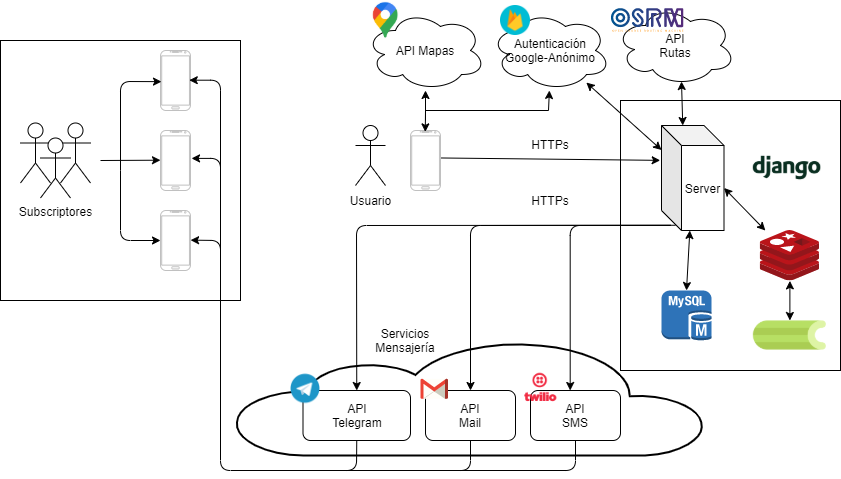 OSRM
API Mapas
Autenticación
Google-Anónimo
API
Rutas
HTTPs
django
Server
Usuario
Subscriptores
HTTPs
MySQL
M
Servicios
Mensajería
twilio
API
Telegram
API
Mail
API
SMS